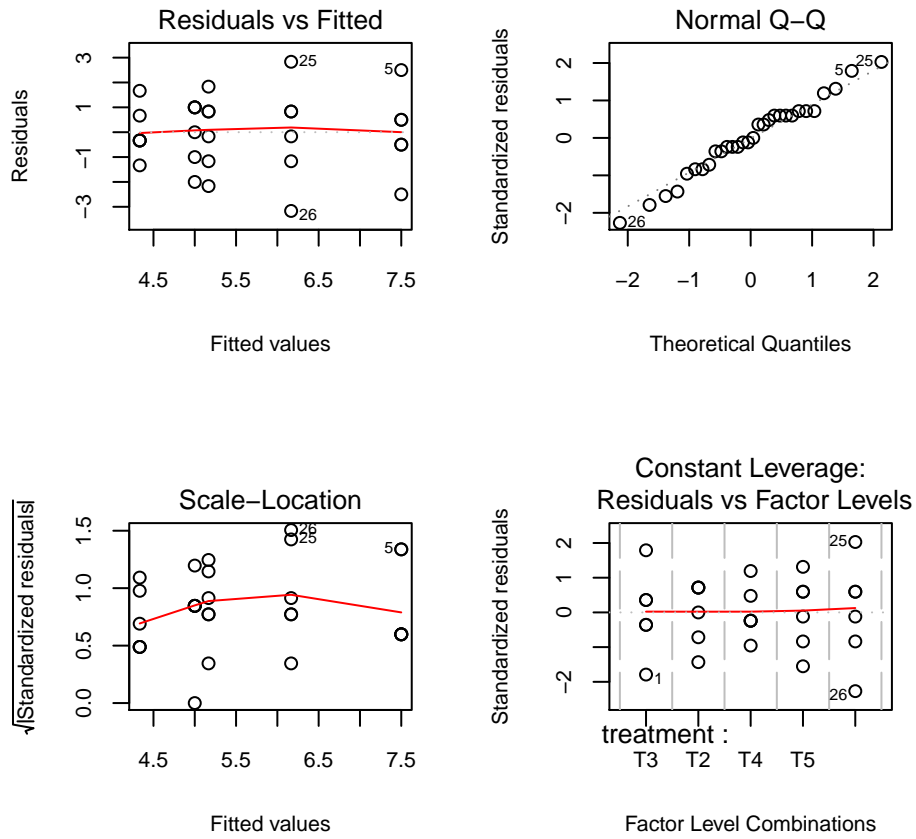 Residuals vs Fitted
Residuals
3
1
−1
−3
25
5
26
4.5 5.5 6.5 7.5
Fitted values
Normal Q−Q
Standardized residuals
2
0
−2
5
25
26
−2 −1 0 1 2
Theoretical Quantiles
Scale−Location
√|Standardized residuals|
1.5
1.0
0.5
0.0
26
25
5
4.5 5.5 6.5 7.5
Fitted values
Constant Leverage:
Residuals vs Factor Levels
Standardized residuals
2
0
−2
25
1
26
treatment :
T3 T2 T4 T5
Factor Level Combinations